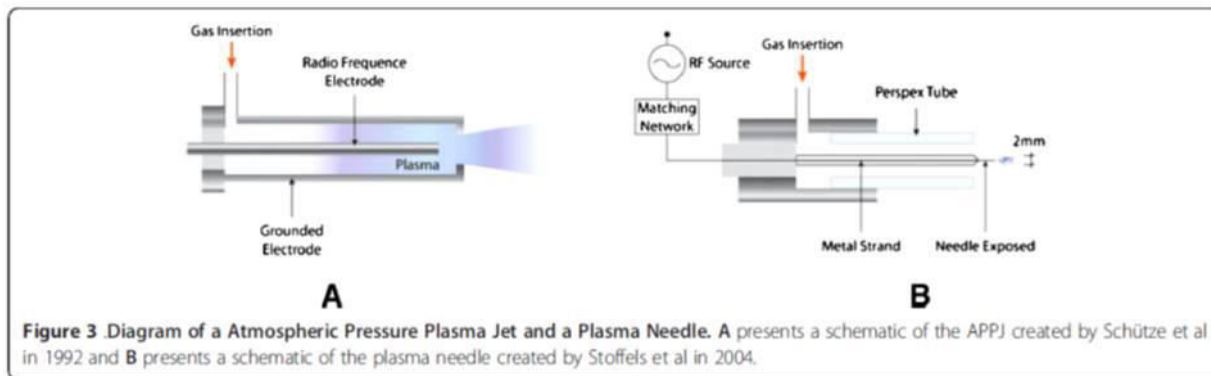 Gas Insertion
Radio Frequence
Electrode
Plasma
Grounded
Electrode
A
RF Source
Matching
Network
Gas Insertion
Perspex Tube
2mm
Metal Strand
Needle Exposed
B
Figure 3 .Diagram of a Atmospheric Pressure Plasma Jet and a Plasma Needle. A presents a schematic of the APPJ created by Schütze et al
in 1992 and B presents a schematic of the plasma needle created by Stoffels et al in 2004.